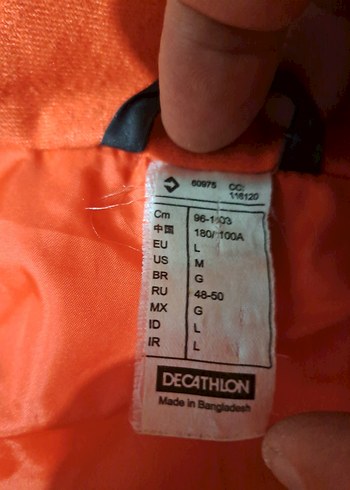 60975 CC:
116120
Cm 96-103
中国 180/100A
EU L
US M
BR G
RU 48-50
MX G
ID L
IR L
DECATHLON
Made in Bangladesh